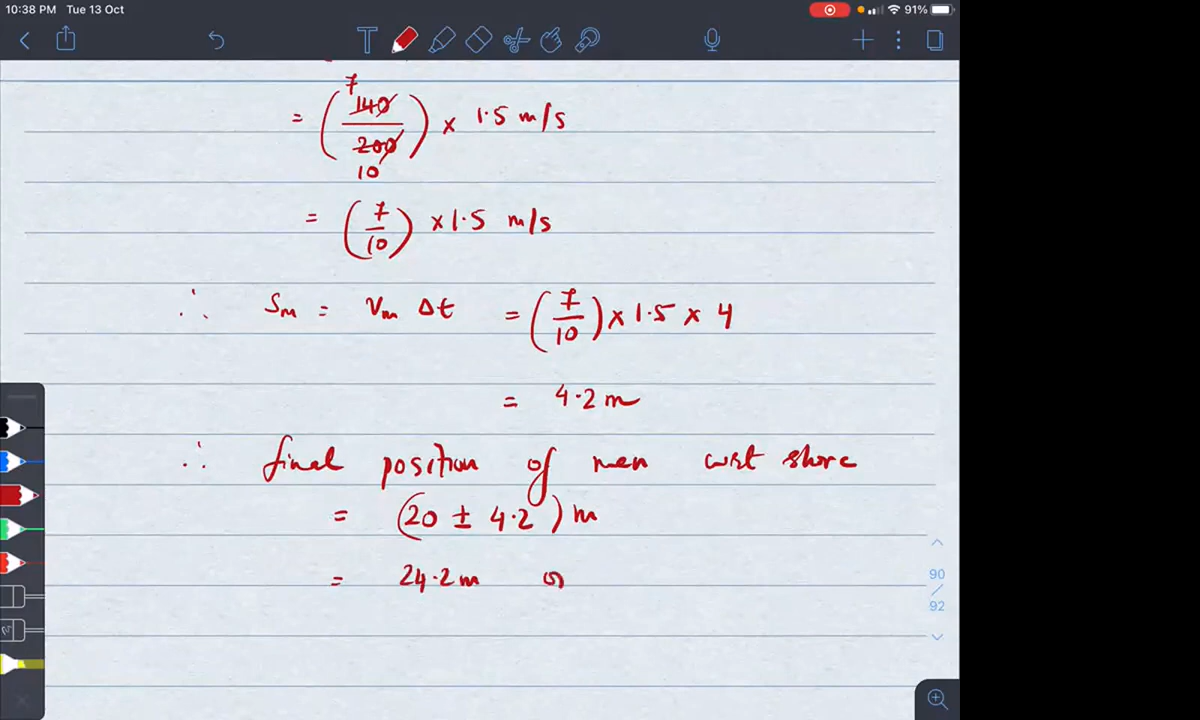 10:38 PM Tue 13 Oct 91%
7
= (140/200) × 1.5 m/s
10
= (7/10) × 1.5 m/s
∴ Sm = Vm Δt = (7/10) × 1.5 × 4
= 4.2 m
∴ final position of men wrt shore
= (20 ± 4.2) m
= 24.2 m or
90
/
92